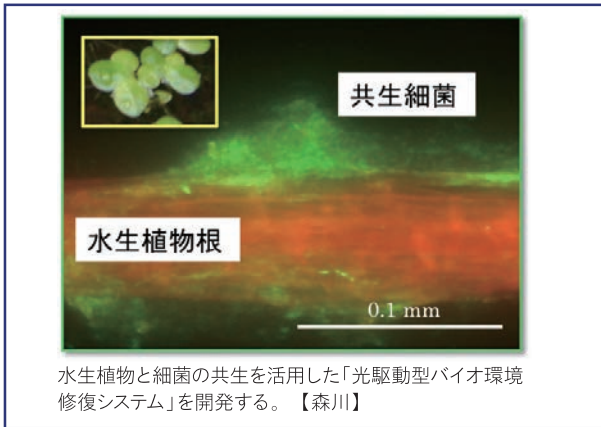 共生細菌
水生植物根
0.1 mm
水生植物と細菌の共生を活用した「光駆動型バイオ環境
修復システム」を開発する。【森川】